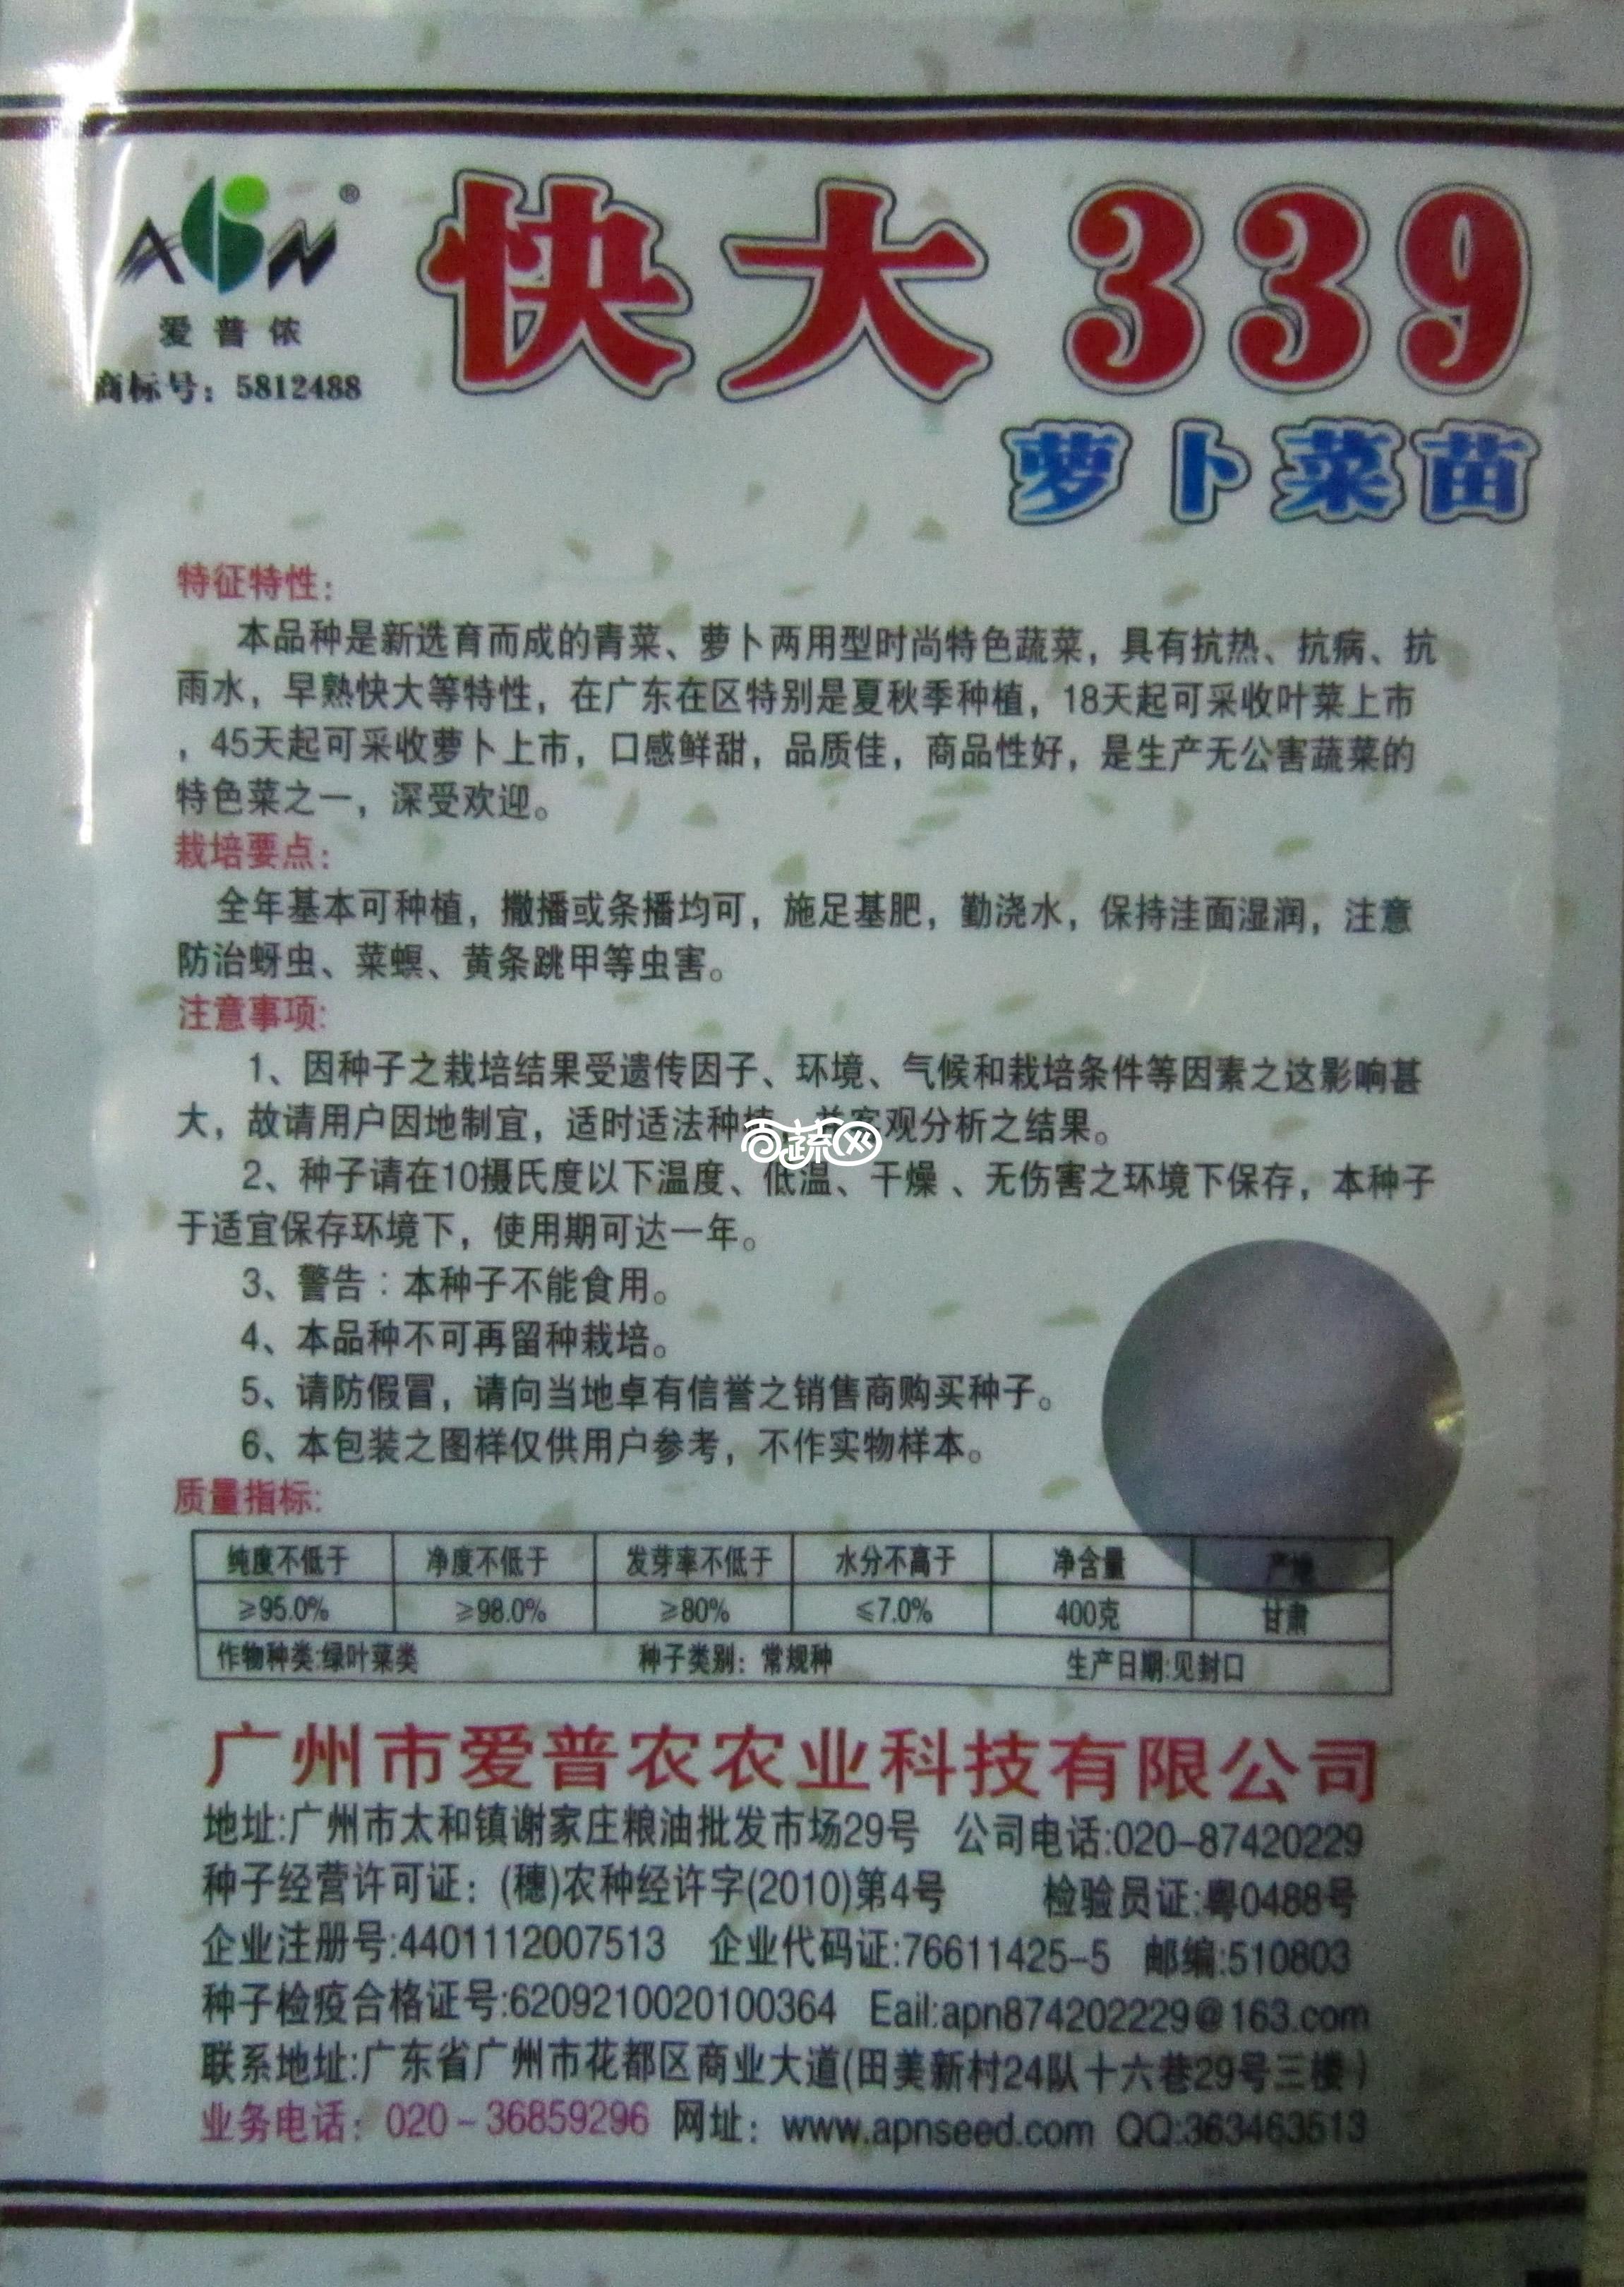 爱普侬
商标号：5812488
快大339
萝卜菜苗
特征特性：
本品种是新选育而成的青菜、萝卜两用型时尚特色蔬菜，具有抗热、抗病、抗
雨水，早熟快大等特性，在广东在区特别是夏秋季种植，18天起可采收叶菜上市
，45天起可采收萝卜上市，口感鲜甜，品质佳，商品性好，是生产无公害蔬菜的
特色菜之一，深受欢迎。
栽培要点：
全年基本可种植，撒播或条播均可，施足基肥，勤浇水，保持洼面湿润，注意
防治蚜虫、菜螟、黄条跳甲等虫害。
注意事项:
1、因种子之栽培结果受遗传因子、环境、气候和栽培条件等因素之这影响甚
大，故请用户因地制宜，适时适法种植，并客观分析之结果。
百蔬网
2、种子请在10摄氏度以下温度、低温、干燥、无伤害之环境下保存，本种子
于适宜保存环境下，使用期可达一年。
3、警告：本种子不能食用。
4、本品种不可再留种栽培。
5、请防假冒，请向当地卓有信誉之销售商购买种子。
6、本包装之图样仅供用户参考，不作实物样本。
质量指标:
纯度不低于 净度不低于 发芽率不低于 水分不高于 净含量 产地
≥95.0% ≥98.0% ≥80% ≤7.0% 400克 甘肃
作物种类:绿叶菜类 种子类别：常规种 生产日期:见封口
广州市爱普农农业科技有限公司
地址:广州市太和镇谢家庄粮油批发市场29号 公司电话:020-87420229
种子经营许可证：(穗)农种经许字(2010)第4号 检验员证:粤0488号
企业注册号:4401112007513 企业代码证:76611425-5 邮编:510803
种子检疫合格证号:6209210020100364 Eail:apn874202229@163.com
联系地址:广东省广州市花都区商业大道(田美新村24队十六巷29号三楼)
业务电话：020-36859296 网址：www.apnseed.com QQ:363463513